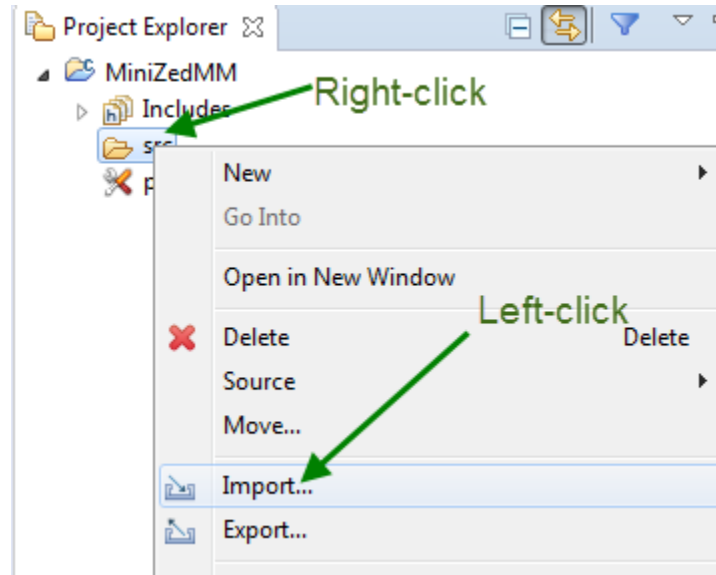 Project Explorer
MiniZedMM
Right-click
Includes
src
New
Go Into
Open in New Window
Left-click
Delete Delete
Source
Move...
Import...
Export...